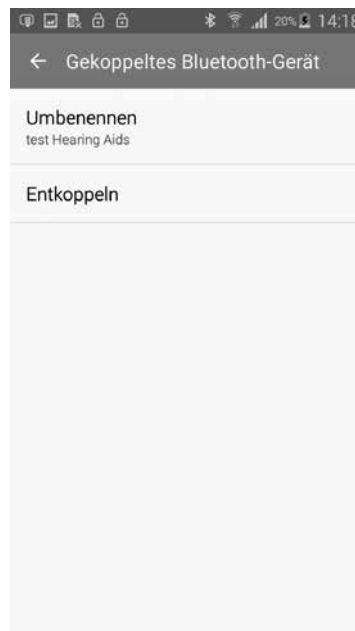 20% 14:18
Gekoppeltes Bluetooth-Gerät
Umbenennen
test Hearing Aids
Entkoppeln